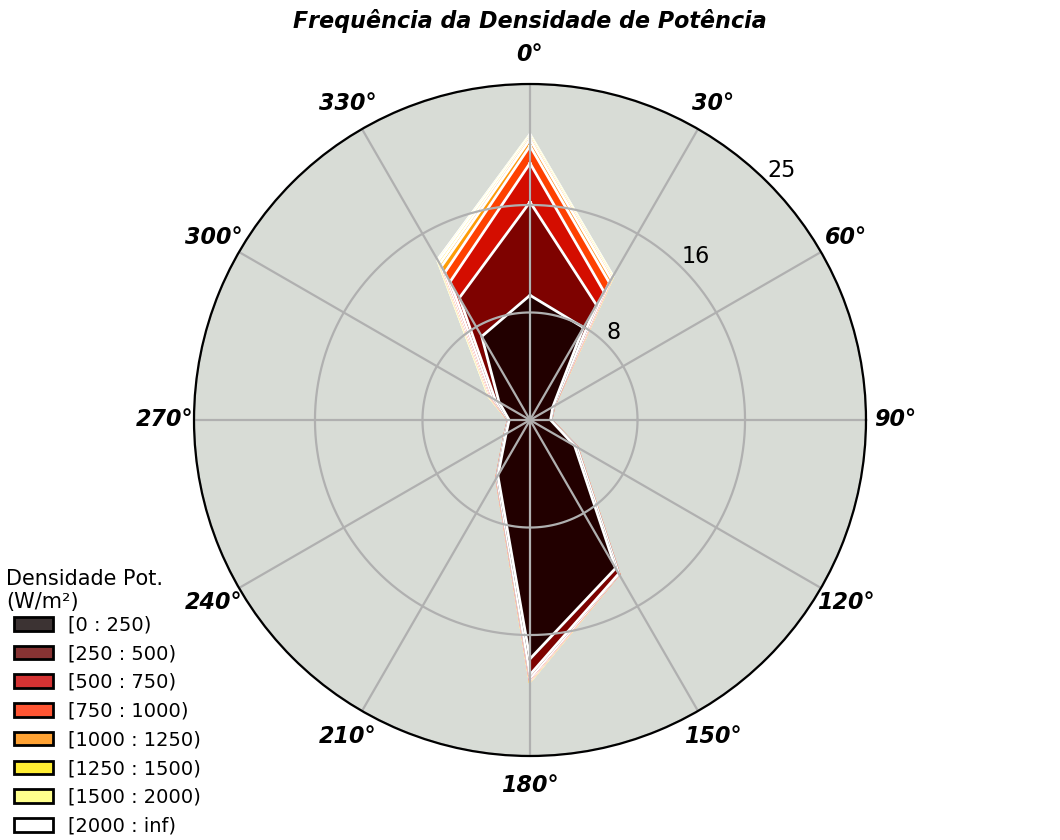 Frequência da Densidade de Potência
0°
330°
30°
25
300°
60°
16
8
270°
90°
240°
120°
210°
150°
180°
Densidade Pot.
(W/m²)
[0 : 250)
[250 : 500)
[500 : 750)
[750 : 1000)
[1000 : 1250)
[1250 : 1500)
[1500 : 2000)
[2000 : inf)